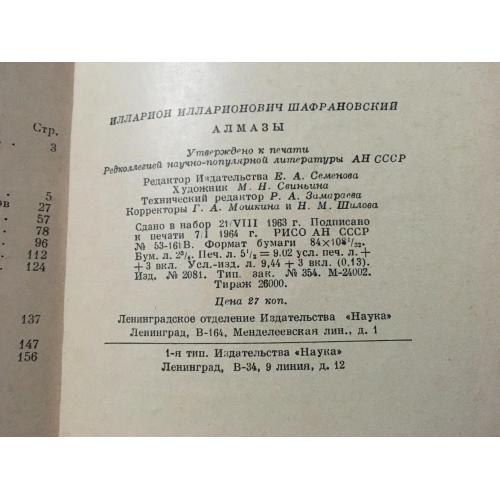 Стр.
3
5
ов
27
57
78
96
112
124
137
147
156
ИЛЛАРИОН ИЛЛАРИОНОВИЧ ШАФРАНОВСКИЙ
АЛМАЗЫ
Утверждено к печати
Редколлегией научно-популярной литературы АН СССР
Редактор Издательства Е. А. Семенова
Художник М. Н. Свиньина
Технический редактор Р. А. Замараева
Корректоры Г. А. Мошкина и Н. М. Шилова
Сдано в набор 21/VIII 1963 г. Подписано
к печати 7/I 1964 г. РИСО АН СССР
№ 53-161В. Формат бумаги 84×108¹/₃₂.
Бум. л. 2³/₄. Печ. л. 5¹/₂ = 9.02 усл. печ. л. +
+ 3 вкл. Усл.-изд. л. 9,44 + 3 вкл. (0.13).
Изд. № 2081. Тип. зак. № 354. М-24002.
Тираж 26000.
Цена 27 коп.
Ленинградское отделение Издательства «Наука»
Ленинград, В-164, Менделеевская лин., д. 1
1-я тип. Издательства «Наука»
Ленинград, В-34, 9 линия, д. 12